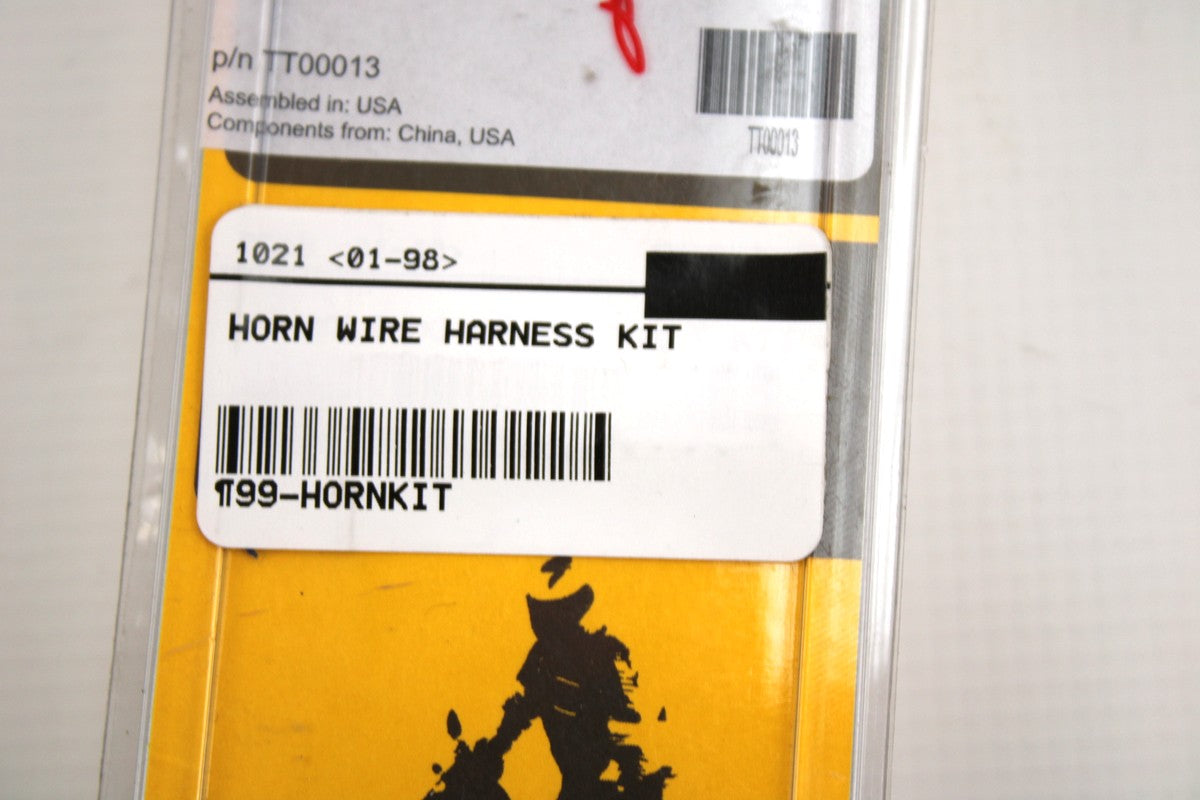 p/n TT00013
Assembled in: USA
Components from: China, USA
TT00013
1021 <01-98>
HORN WIRE HARNESS KIT
¶99-HORNKIT